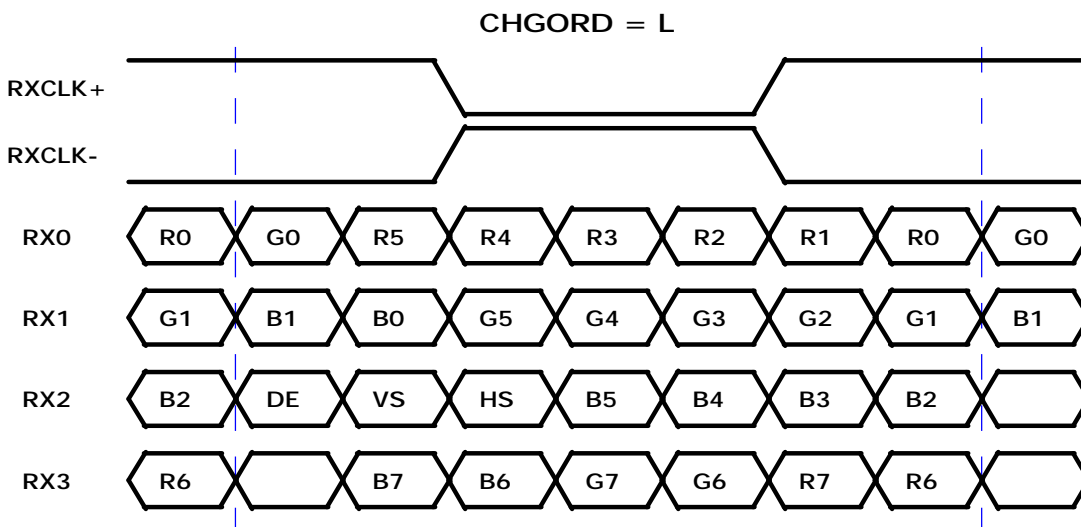 CHGORD = L
RXCLK+
RXCLK-
RX0 R0 G0 R5 R4 R3 R2 R1 R0 G0
RX1 G1 B1 B0 G5 G4 G3 G2 G1 B1
RX2 B2 DE VS HS B5 B4 B3 B2
RX3 R6 B7 B6 G7 G6 R7 R6